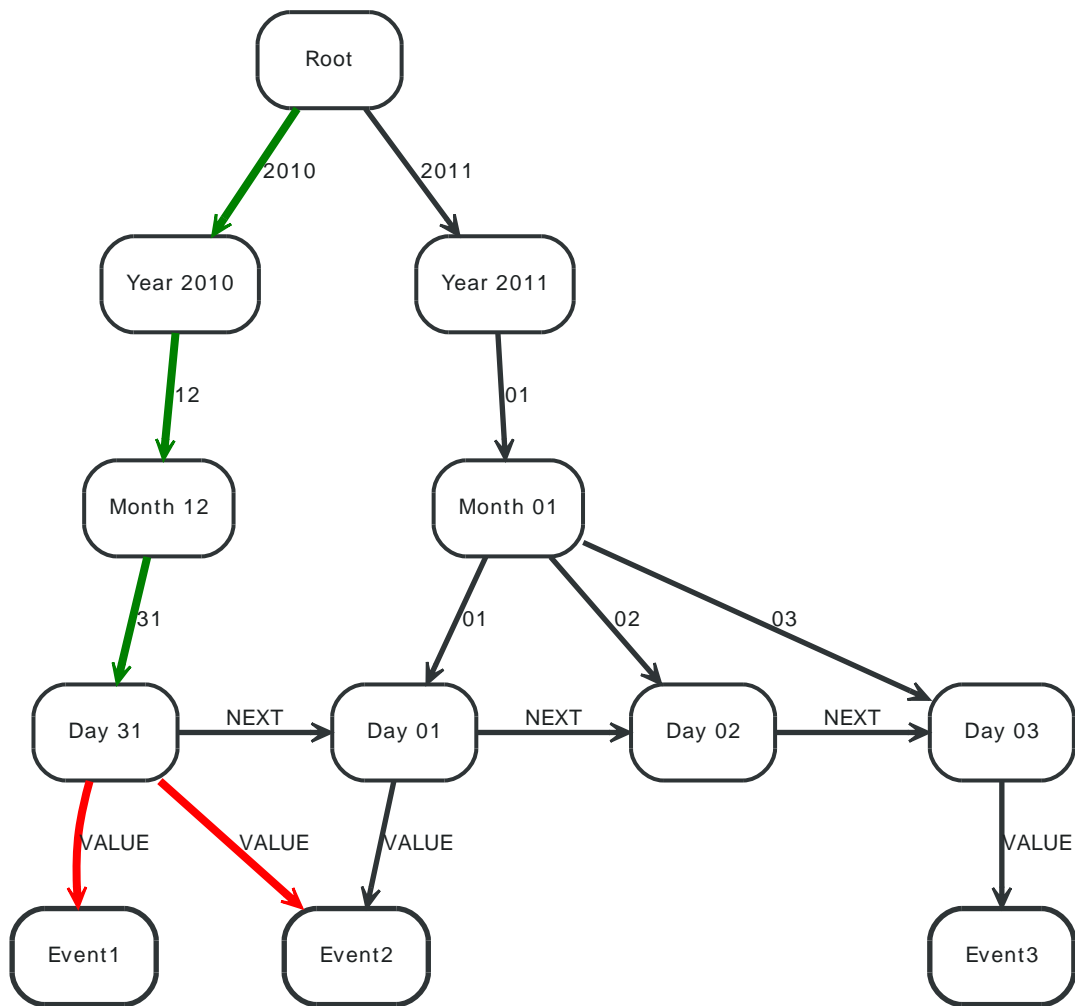 Root
2010
2011
Year 2010
Year 2011
12
01
Month 12
Month 01
31
01
02
03
Day 31
NEXT
Day 01
NEXT
Day 02
NEXT
Day 03
VALUE
VALUE
VALUE
VALUE
Event1
Event2
Event3